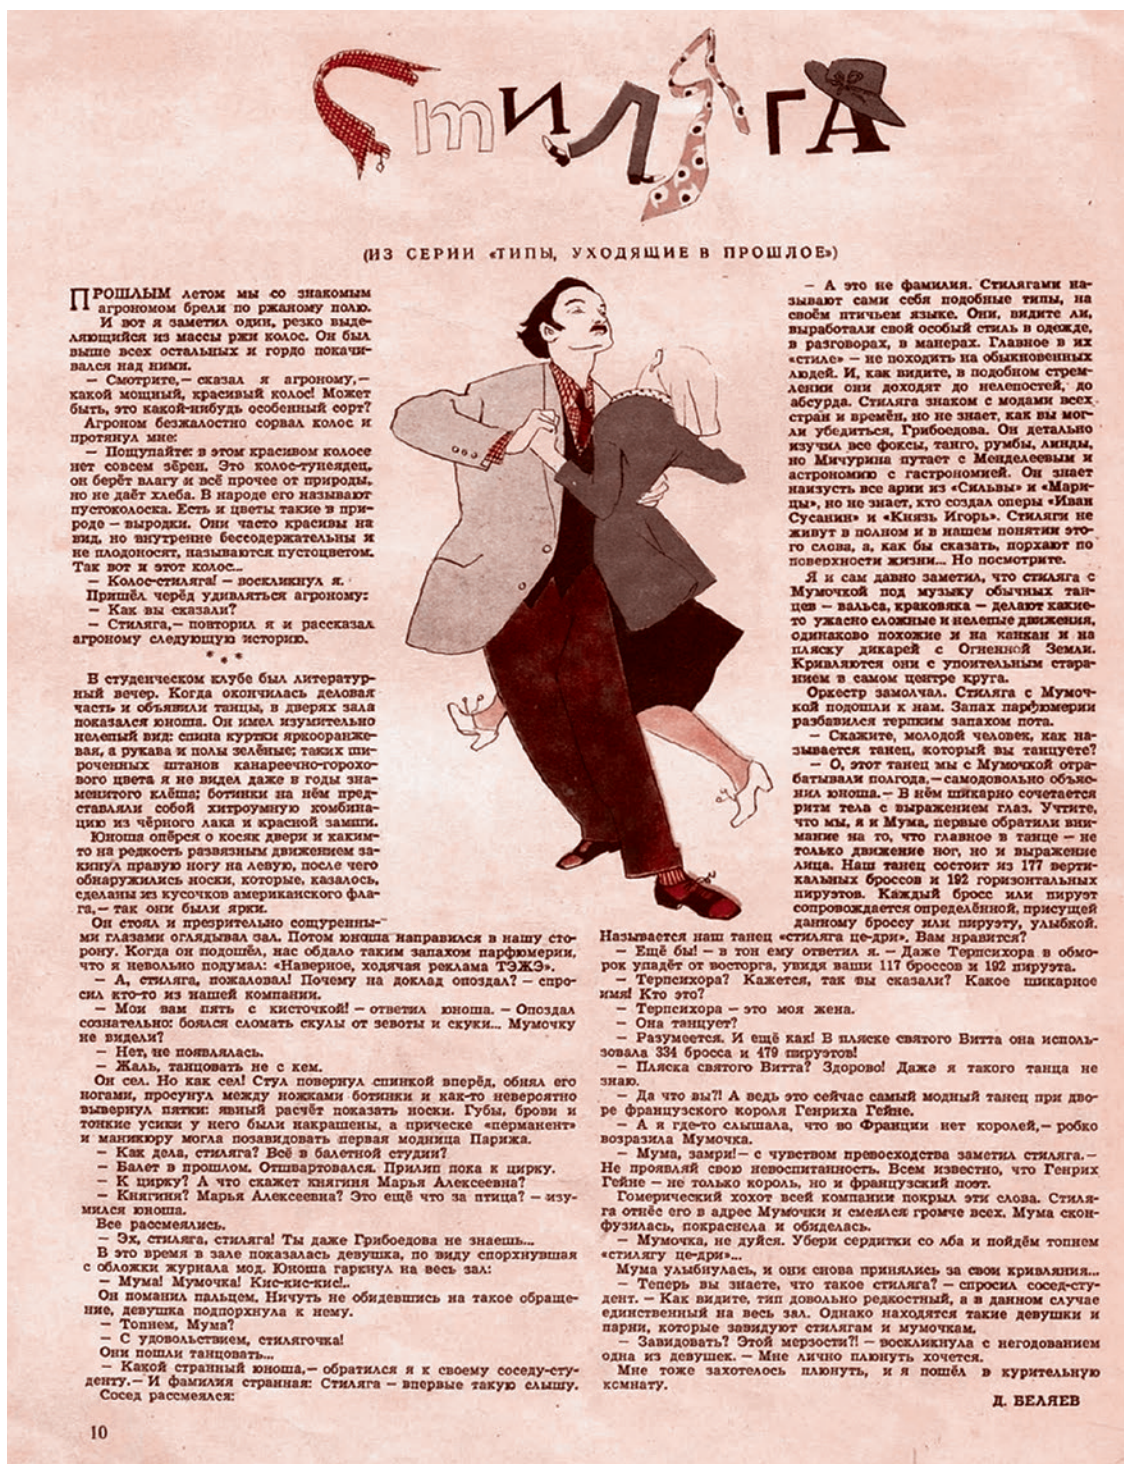 Стиляга
(ИЗ СЕРИИ «ТИПЫ, УХОДЯЩИЕ В ПРОШЛОЕ»)
ПРОШЛЫМ летом мы со знакомым
агрономом брели по ржаному полю.
И вот я заметил один, резко выде-
ляющийся из массы ржи колос. Он был
выше всех остальных и гордо покачи-
вался над ними.
— Смотрите,— сказал я агроному,—
какой мощный, красивый колос! Может
быть, это какой-нибудь особенный сорт?
Агроном безжалостно сорвал колос и
протянул мне:
— Пощупайте: в этом красивом колосе
нет совсем зёрен. Это колос-тунеядец,
он берёт влагу и всё прочее от природы,
но не даёт хлеба. В народе его называют
пустоколоска. Есть и цветы такие в при-
роде — выродки. Они часто красивы на
вид, но внутренне бессодержательны и
не плодоносят, называются пустоцветом.
Так вот и этот колос...
— Колос-стиляга! — воскликнул я.
Пришёл черёд удивляться агроному:
— Как вы сказали?
— Стиляга,— повторил я и рассказал
агроному следующую историю.
* * *
В студенческом клубе был литератур-
ный вечер. Когда окончилась деловая
часть и объявили танцы, в дверях зала
показался юноша. Он имел изумительно
нелепый вид: спина куртки яркооранже-
вая, а рукава и полы зелёные; таких ши-
роченных штанов канареечно-горохо-
вого цвета я не видел даже в годы зна-
менитого клёша; ботинки на нём пред-
ставляли собой хитроумную комбина-
цию из чёрного лака и красной замши.
Юноша опёрся о косяк двери и каким-
то на редкость развязным движением за-
кинул правую ногу на левую, после чего
обнаружились носки, которые, казалось,
сделаны из кусочков американского фла-
га,— так они были ярки.
Он стоял и презрительно сощуренны-
ми глазами оглядывал зал. Потом юноша направился в нашу сто-
рону. Когда он подошёл, нас обдало таким запахом парфюмерии,
что я невольно подумал: «Наверное, ходячая реклама ТЭЖЭ».
— А, стиляга, пожаловал! Почему на доклад опоздал? — спро-
сил кто-то из нашей компании.
— Мои вам пять с кисточкой! — ответил юноша. — Опоздал
сознательно: боялся сломать скулы от зевоты и скуки... Мумочку
не видели?
— Нет, не появлялась.
— Жаль, танцовать не с кем.
Он сел. Но как сел! Стул повернул спинкой вперёд, обнял его
ногами, просунул между ножками ботинки и как-то невероятно
вывернул пятки: явный расчёт показать носки. Губы, брови и
тонкие усики у него были накрашены, а прическе «перманент»
и маникюру могла позавидовать первая модница Парижа.
— Как дела, стиляга? Всё в балетной студии?
— Балет в прошлом. Отшвартовался. Прилип пока к цирку.
— К цирку? А что скажет княгиня Марья Алексеевна?
— Княгиня? Марья Алексеевна? Это ещё что за птица? — изу-
мился юноша.
Все рассмеялись.
— Эх, стиляга, стиляга! Ты даже Грибоедова не знаешь...
В это время в зале показалась девушка, по виду спорхнувшая
с обложки журнала мод. Юноша гаркнул на весь зал:
— Мума! Мумочка! Кис-кис-кис!..
Он поманил пальцем. Ничуть не обидевшись на такое обраще-
ние, девушка подпорхнула к нему.
— Топнем, Мума?
— С удовольствием, стилягочка!
Они пошли танцовать...
— Какой странный юноша,— обратился я к своему соседу-сту-
денту.— И фамилия странная: Стиляга — впервые такую слышу.
Сосед рассмеялся:
— А это не фамилия. Стилягами на-
зывают сами себя подобные типы, на
своём птичьем языке. Они, видите ли,
выработали свой особый стиль в одежде,
в разговорах, в манерах. Главное в их
«стиле» — не походить на обыкновенных
людей. И, как видите, в подобном стрем-
лении они доходят до нелепостей, до
абсурда. Стиляга знаком с модами всех
стран и времён, но не знает, как вы мог-
ли убедиться, Грибоедова. Он детально
изучил все фоксы, танго, румбы, линды,
но Мичурина путает с Менделеевым и
астрономию с гастрономией. Он знает
наизусть все арии из «Сильвы» и «Мари-
цы», но не знает, кто создал оперы «Иван
Сусанин» и «Князь Игорь». Стиляги не
живут в полном и в нашем понятии это-
го слова, а, как бы сказать, порхают по
поверхности жизни... Но посмотрите.
Я и сам давно заметил, что стиляга с
Мумочкой под музыку обычных тан-
цев — вальса, краковяка — делают какие-
то ужасно сложные и нелепые движения,
одинаково похожие и на канкан и на
пляску дикарей с Огненной Земли.
Кривляются они с упоительным стара-
нием в самом центре круга.
Оркестр замолчал. Стиляга с Мумоч-
кой подошли к нам. Запах парфюмерии
разбавился терпким запахом пота.
— Скажите, молодой человек, как на-
зывается танец, который вы танцуете?
— О, этот танец мы с Мумочкой отра-
батывали полгода,— самодовольно объяс-
нил юноша.— В нём шикарно сочетается
ритм тела с выражением глаз. Учтите,
что мы, я и Мума, первые обратили вни-
мание на то, что главное в танце — не
только движение ног, но и выражение
лица. Наш танец состоит из 177 верти-
кальных броссов и 192 горизонтальных
пируэтов. Каждый бросс или пируэт
сопровождается определённой, присущей
данному броссу или пируэту, улыбкой.
Называется наш танец «стиляга це-дри». Вам нравится?
— Ещё бы! — в тон ему ответил я. — Даже Терпсихора в обмо-
рок упадёт от восторга, увидя ваши 117 броссов и 192 пируэта.
— Терпсихора? Кажется, так вы сказали? Какое шикарное
имя! Кто это?
— Терпсихора — это моя жена.
— Она танцует?
— Разумеется. И ещё как! В пляске святого Витта она исполь-
зовала 334 бросса и 479 пируэтов!
— Пляска святого Витта? Здорово! Даже я такого танца не
знаю.
— Да что вы?! А ведь это сейчас самый модный танец при дво-
ре французского короля Генриха Гейне.
— А я где-то слышала, что во Франции нет королей,— робко
возразила Мумочка.
— Мума, замри!— с чувством превосходства заметил стиляга.—
Не проявляй свою невоспитанность. Всем известно, что Генрих
Гейне — не только король, но и французский поэт.
Гомерический хохот всей компании покрыл эти слова. Стиля-
га отнёс его в адрес Мумочки и смеялся громче всех. Мума скон-
фузилась, покраснела и обиделась.
— Мумочка, не дуйся. Убери сердитки со лба и пойдём топнем
«стилягу це-дри»...
Мума улыбнулась, и они снова принялись за свои кривляния...
— Теперь вы знаете, что такое стиляга? — спросил сосед-сту-
дент. — Как видите, тип довольно редкостный, а в данном случае
единственный на весь зал. Однако находятся такие девушки и
парни, которые завидуют стилягам и мумочкам.
— Завидовать? Этой мерзости?! — воскликнула с негодованием
одна из девушек. — Мне лично плюнуть хочется.
Мне тоже захотелось плюнуть, и я пошёл в курительную
комнату.
Д. БЕЛЯЕВ
10